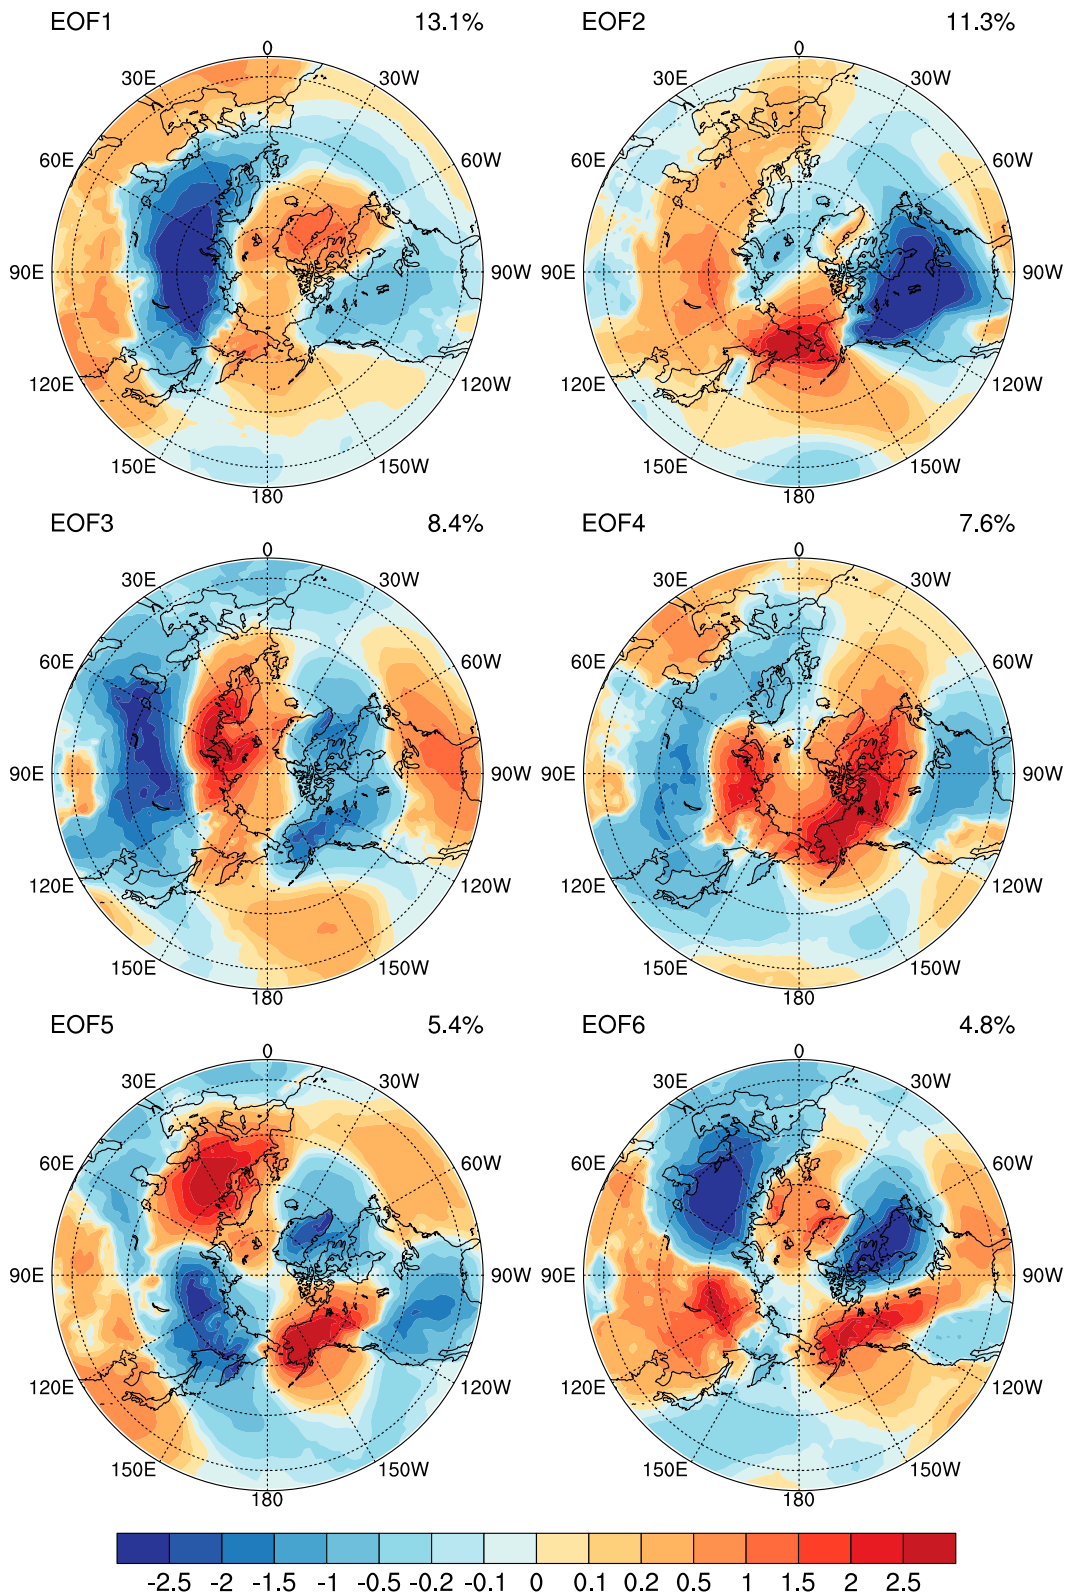 EOF1 13.1% EOF2 11.3%
0 0
30E 30W 30E 30W
60E 60W 60E 60W
90E 90W 90E 90W
120E 120W 120E 120W
150E 150W 150E 150W
180 180
EOF3 8.4% EOF4 7.6%
0 0
30E 30W 30E 30W
60E 60W 60E 60W
90E 90W 90E 90W
120E 120W 120E 120W
150E 150W 150E 150W
180 180
EOF5 5.4% EOF6 4.8%
0 0
30E 30W 30E 30W
60E 60W 60E 60W
90E 90W 90E 90W
120E 120W 120E 120W
150E 150W 150E 150W
180 180
-2.5 -2 -1.5 -1 -0.5 -0.2 -0.1 0 0.1 0.2 0.5 1 1.5 2 2.5